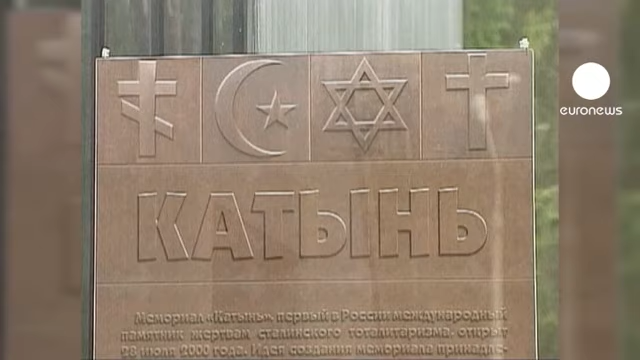 КАТЫНЬ
euronews
Мемориал «Катынь», первый в России международный
памятник жертвам сталинского тоталитаризма, открыт
28 июля 2000 года. Идея создания мемориала принадле-